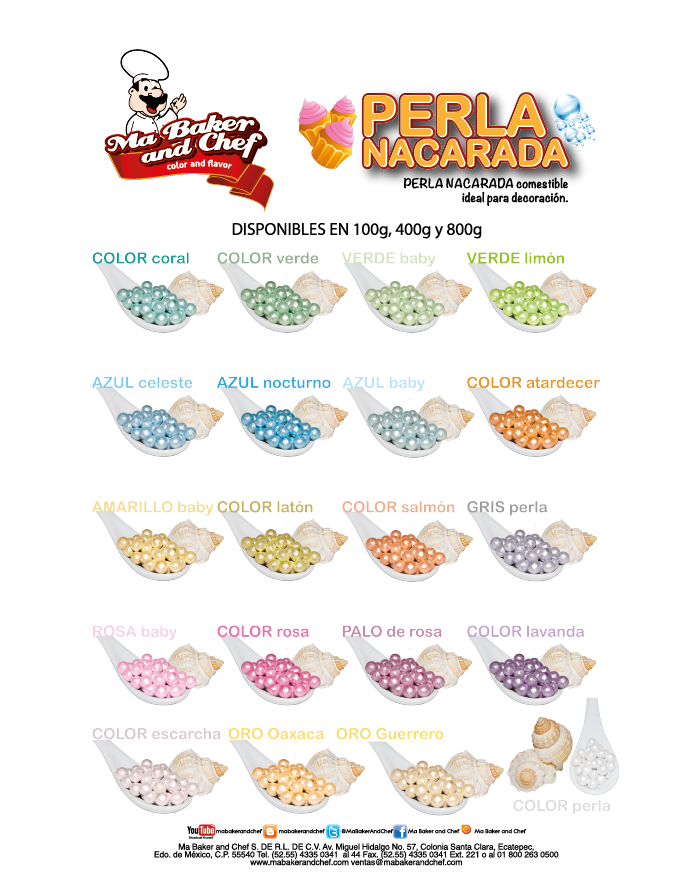 Ma Baker
and Chef
color and flavor
PERLA
NACARADA
PERLA NACARADA comestible
ideal para decoración.
DISPONIBLES EN 100g, 400g y 800g
COLOR coral COLOR verde VERDE baby VERDE limón
AZUL celeste AZUL nocturno AZUL baby COLOR atardecer
AMARILLO baby COLOR latón COLOR salmón GRIS perla
ROSA baby COLOR rosa PALO de rosa COLOR lavanda
COLOR escarcha ORO Oaxaca ORO Guerrero
COLOR perla
YouTube mabakerandchef mabakerandchef @MaBakerAndChef Ma Baker and Chef Ma Baker and Chef
Broadcast Yourself
Ma Baker and Chef S. DE R.L. DE C.V. Av. Miguel Hidalgo No. 57, Colonia Santa Clara, Ecatepec,
Edo. de México, C.P. 55540 Tel. (52.55) 4335 0341 al 44 Fax. (52.55) 4335 0341 Ext. 221 o al 01 800 263 0500
www.mabakerandchef.com ventas@mabakerandchef.com